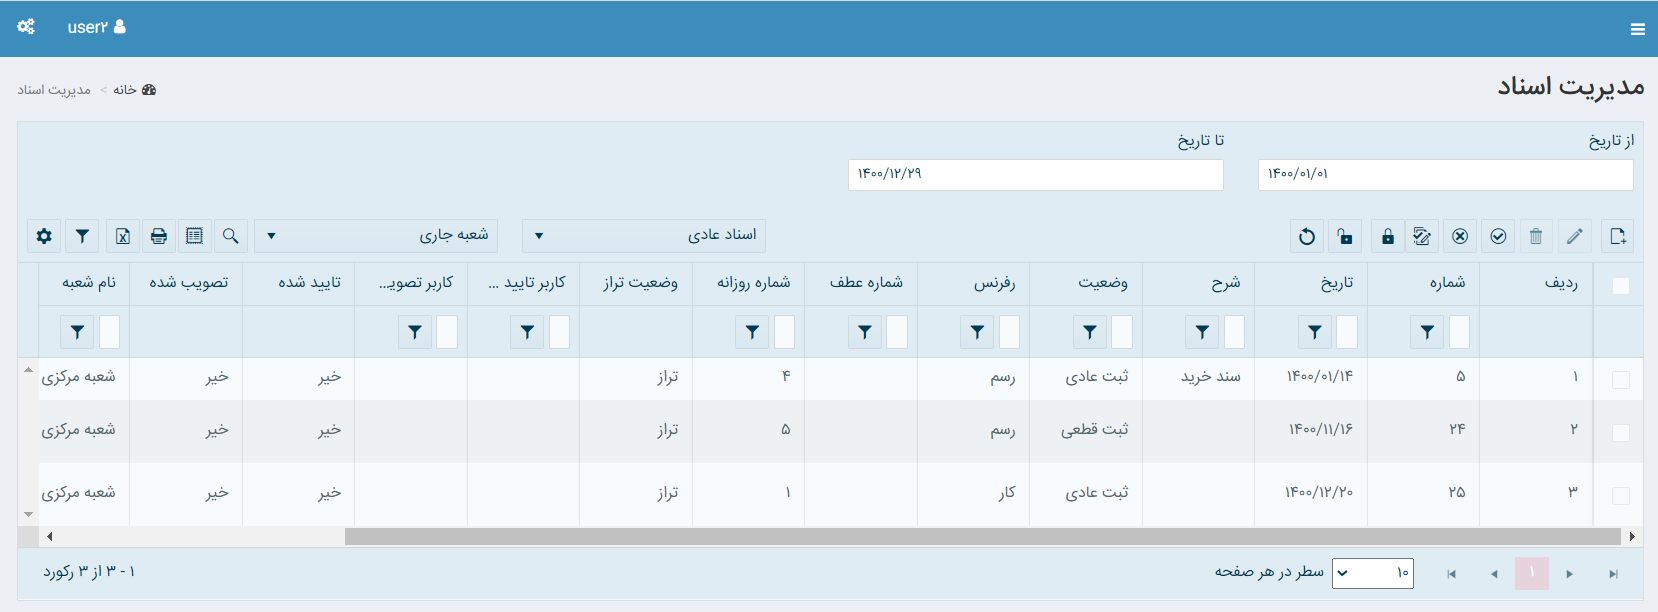 user۲
مدیریت اسناد
خانه > مدیریت اسناد
از تاریخ
تا تاریخ
۱۴۰۰/۰۱/۰۱
۱۴۰۰/۱۲/۲۹
اسناد عادی
شعبه جاری
ردیف شماره تاریخ شرح وضعیت رفرنس شماره عطف شماره روزانه وضعیت تراز کاربر تایید ... کاربر تصویب... تایید شده تصویب شده نام شعبه
۱ ۵ ۱۴۰۰/۰۱/۱۴ سند خرید ثبت عادی رسم ۴ تراز خیر خیر شعبه مرکزی
۲ ۲۴ ۱۴۰۰/۱۱/۱۶ ثبت قطعی رسم ۵ تراز خیر خیر شعبه مرکزی
۳ ۲۵ ۱۴۰۰/۱۲/۲۰ ثبت عادی کار ۱ تراز خیر خیر شعبه مرکزی
۱
۱۰ سطر در هر صفحه
۱ - ۳ از ۳ رکورد